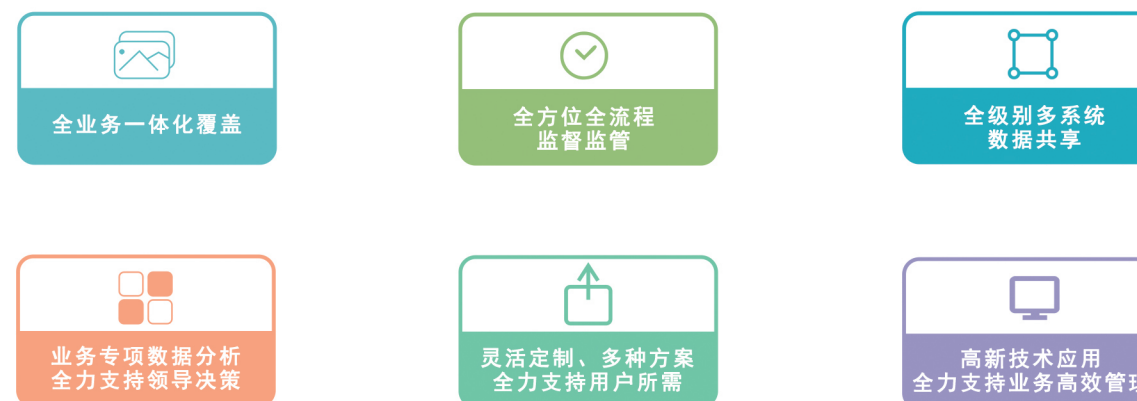 全业务一体化覆盖
全方位全流程
监督监管
全级别多系统
数据共享
业务专项数据分析
全力支持领导决策
灵活定制、多种方案
全力支持用户所需
高新技术应用
全力支持业务高效管理